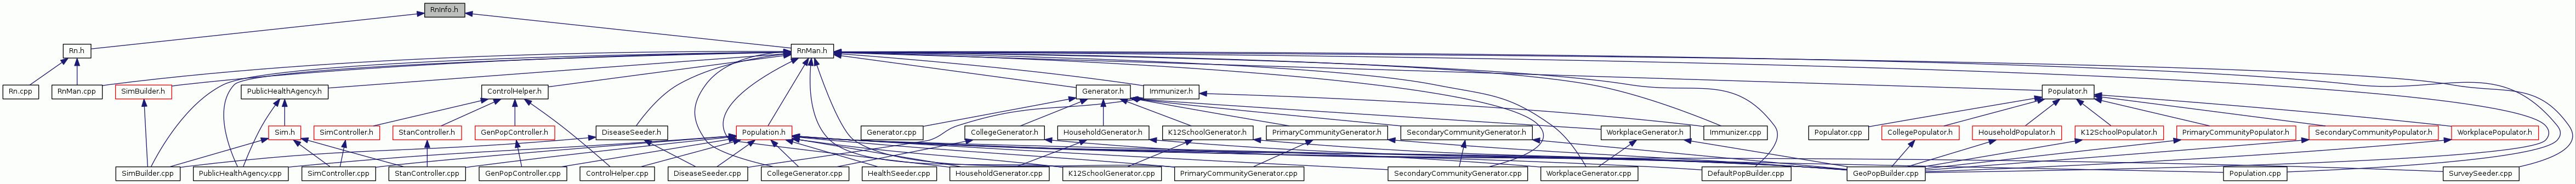 RnInfo.h
Rn.h
RnMan.h
Rn.cpp
RnMan.cpp
SimBuilder.h
PublicHealthAgency.h
ControlHelper.h
Generator.h
Immunizer.h
Populator.h
Sim.h
SimController.h
StanController.h
GenPopController.h
DiseaseSeeder.h
Population.h
Generator.cpp
CollegeGenerator.h
HouseholdGenerator.h
K12SchoolGenerator.h
PrimaryCommunityGenerator.h
SecondaryCommunityGenerator.h
WorkplaceGenerator.h
Immunizer.cpp
Populator.cpp
CollegePopulator.h
HouseholdPopulator.h
K12SchoolPopulator.h
PrimaryCommunityPopulator.h
SecondaryCommunityPopulator.h
WorkplacePopulator.h
SimBuilder.cpp
PublicHealthAgency.cpp
SimController.cpp
StanController.cpp
GenPopController.cpp
ControlHelper.cpp
DiseaseSeeder.cpp
CollegeGenerator.cpp
HealthSeeder.cpp
HouseholdGenerator.cpp
K12SchoolGenerator.cpp
PrimaryCommunityGenerator.cpp
SecondaryCommunityGenerator.cpp
WorkplaceGenerator.cpp
DefaultPopBuilder.cpp
GeoPopBuilder.cpp
Population.cpp
SurveySeeder.cpp